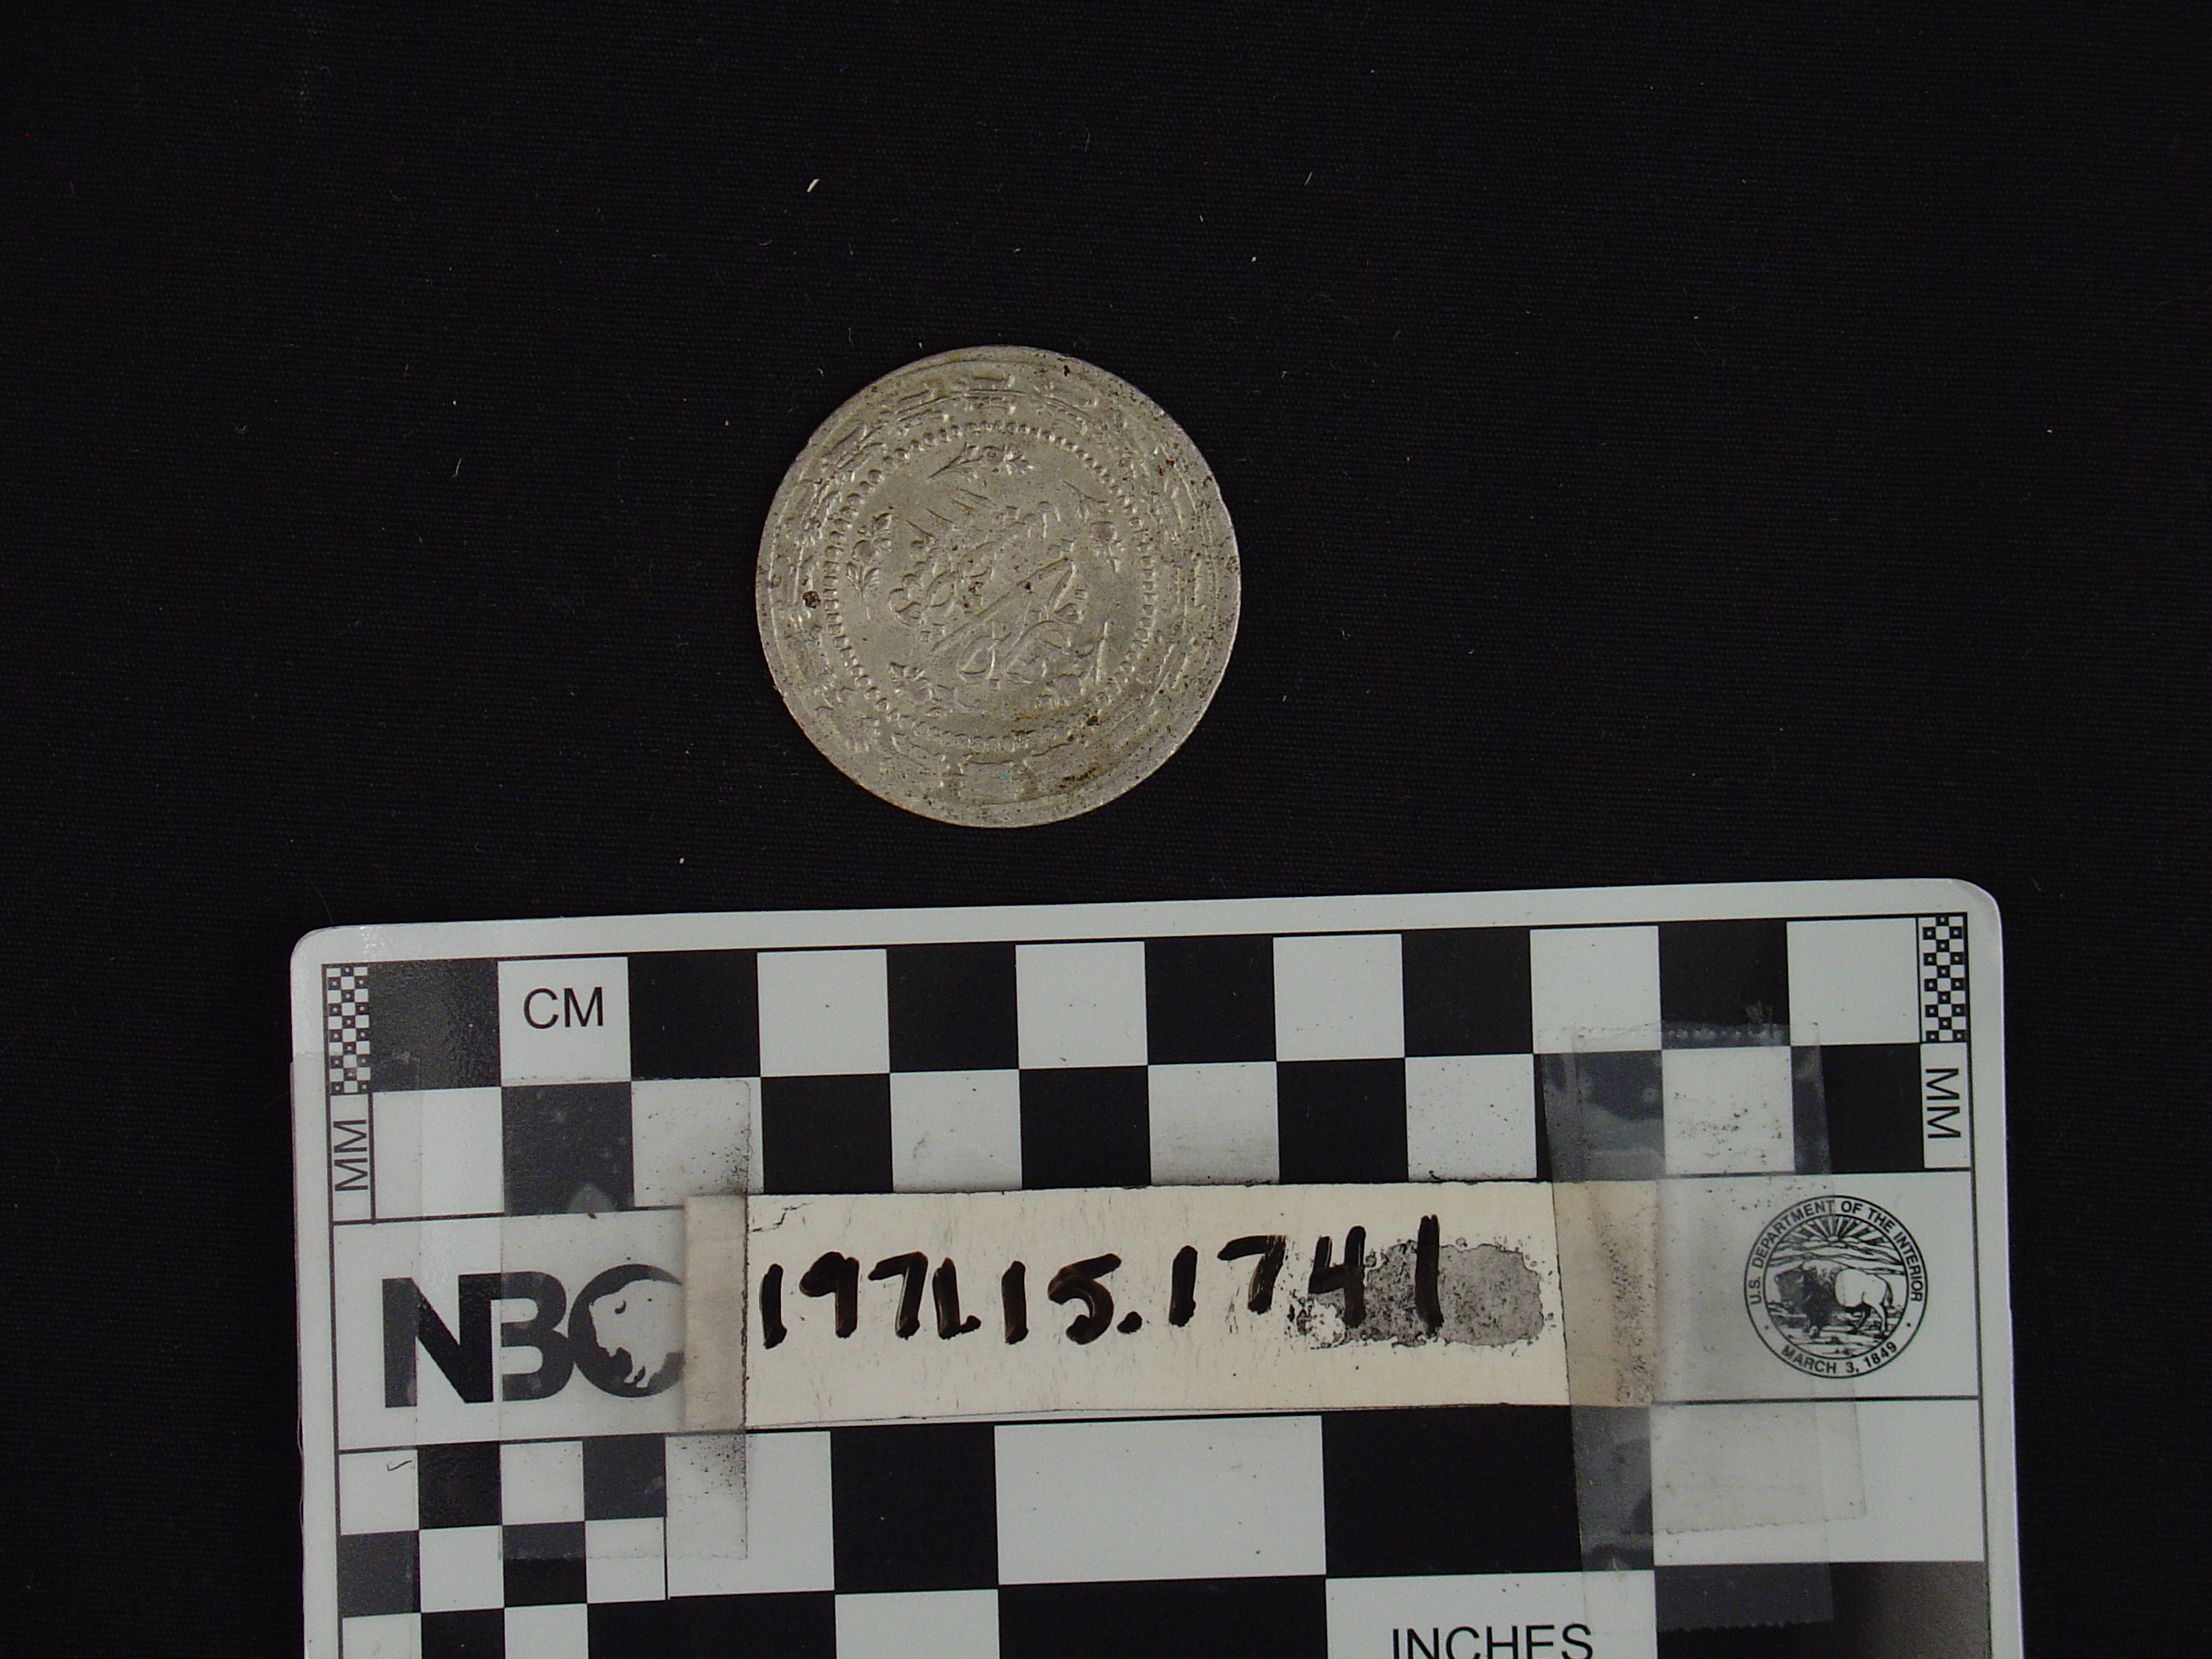 CM
MM
MM
NBC
1971.15.1741
U.S. DEPARTMENT OF THE INTERIOR
MARCH 3, 1849
INCHES